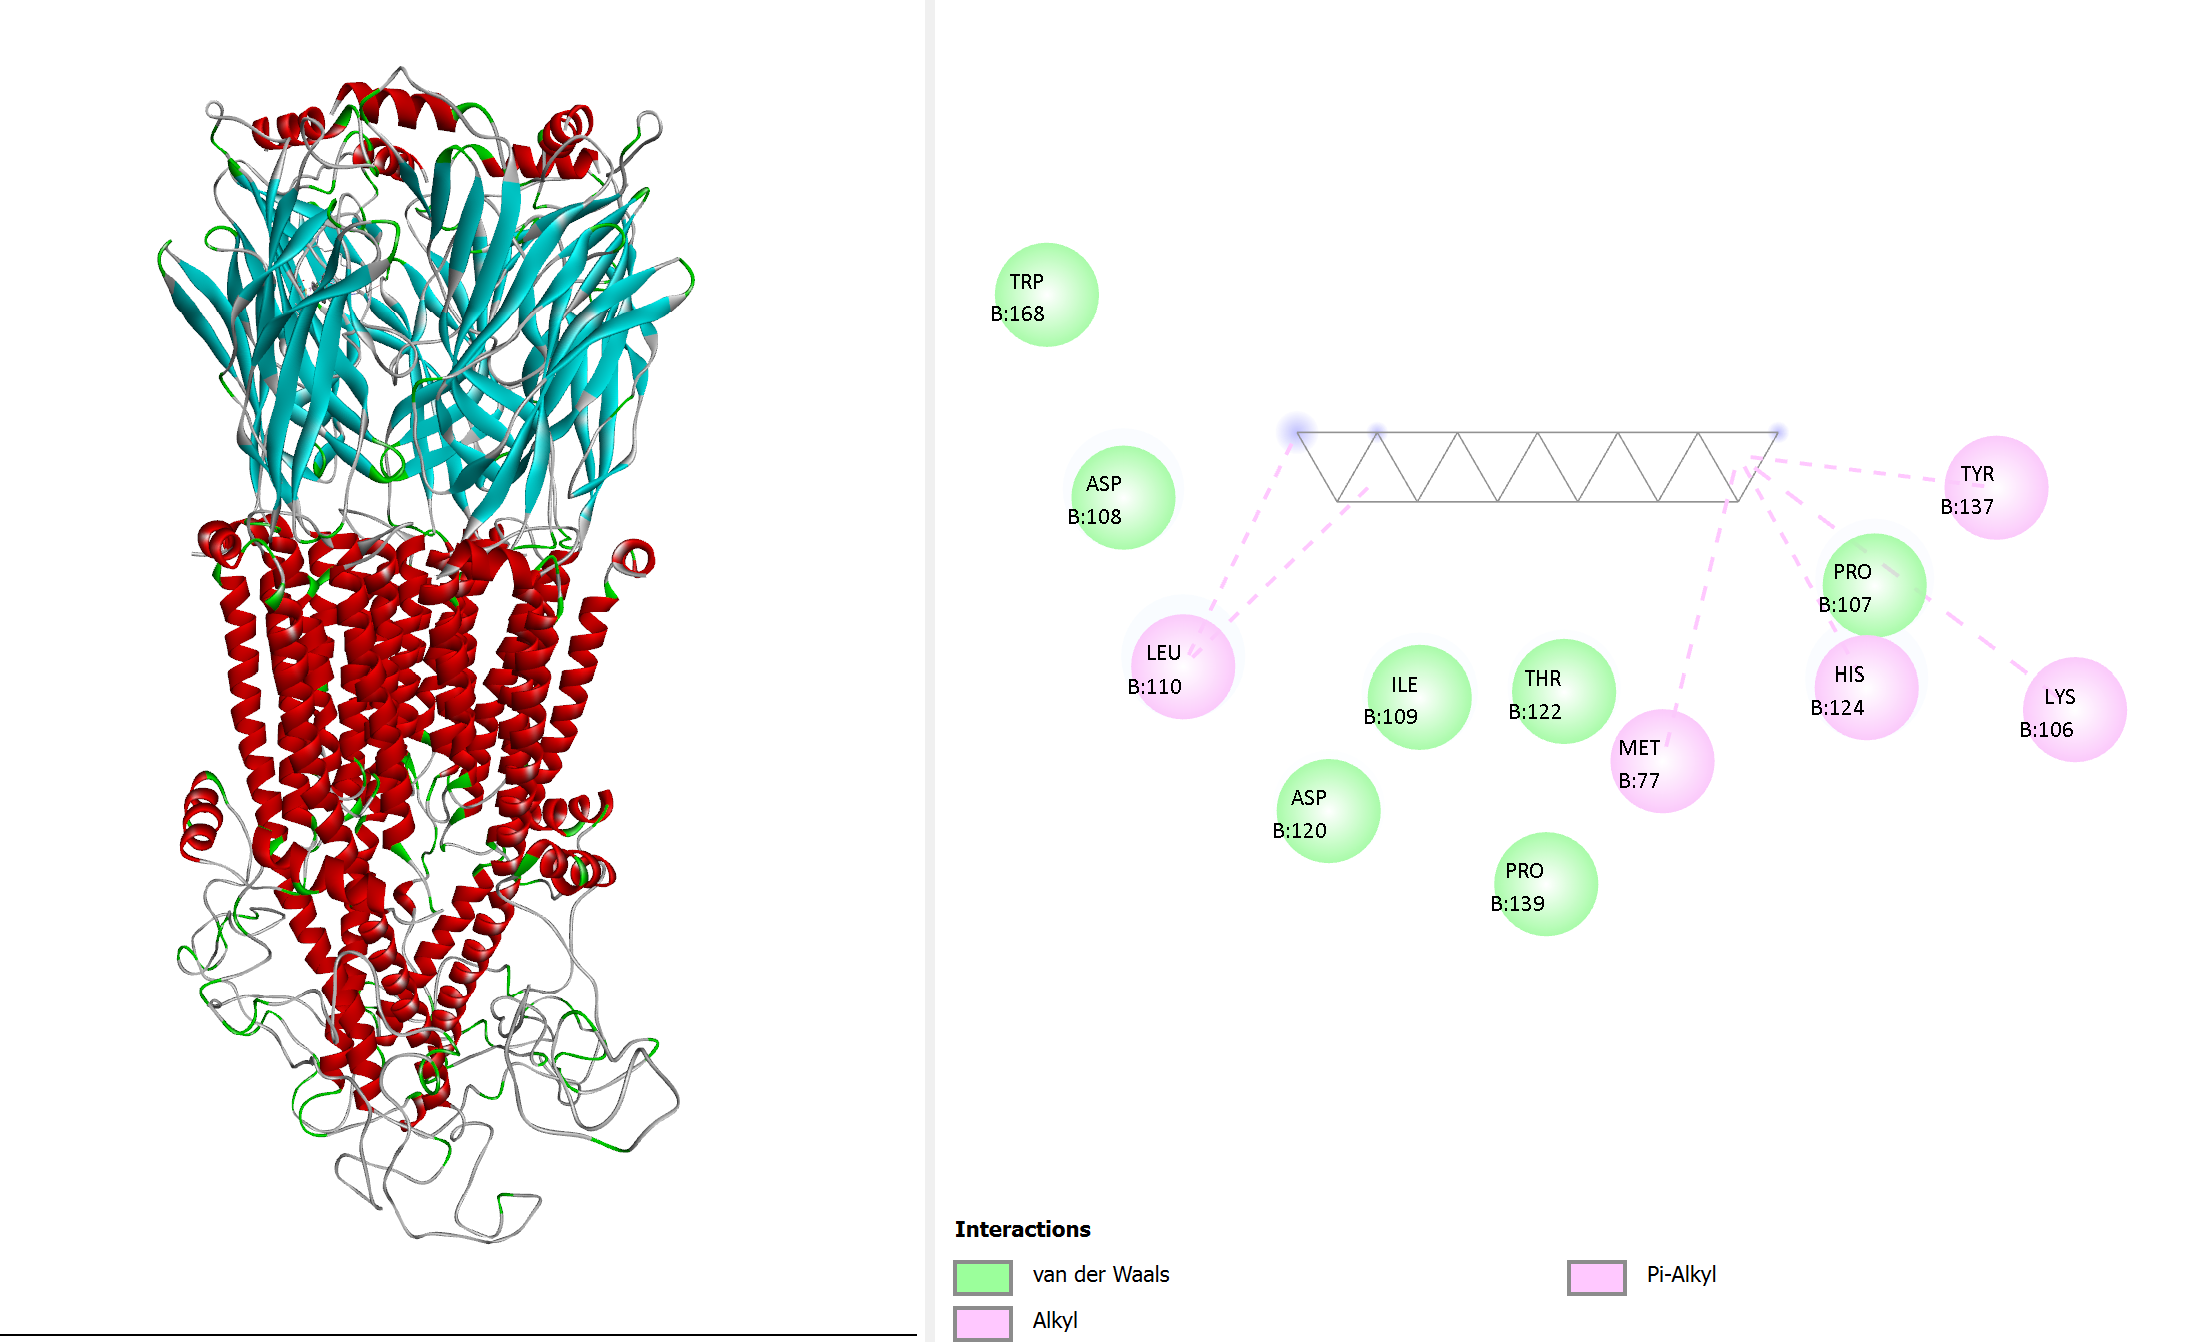 TRP
B:168
ASP
B:108
TYR
B:137
PRO
B:107
LEU
B:110
ILE
B:109
THR
B:122
HIS
B:124
LYS
B:106
MET
B:77
ASP
B:120
PRO
B:139
Interactions
van der Waals
Alkyl
Pi-Alkyl